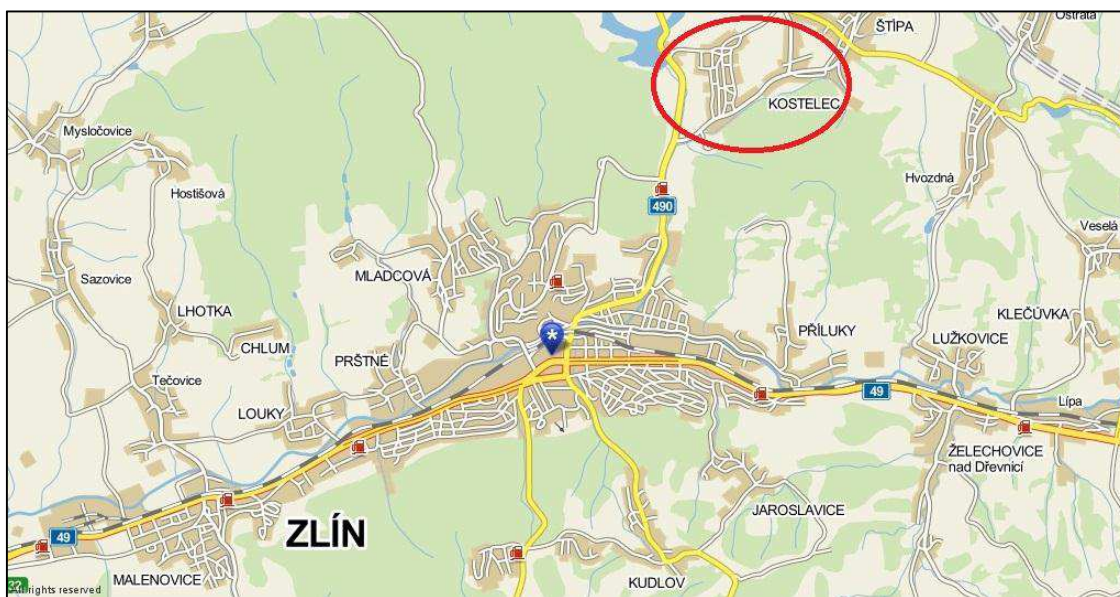 ŠTÍPA
Ostrata
KOSTELEC
Mysločovice
Hostišová
Hvozdná
490
Veselá
MLADCOVÁ
Sazovice
LHOTKA
KLEČŮVKA
PŘÍLUKY
CHLUM
PRŠTNÉ
*
LUŽKOVICE
Tečovice
49
Lípa
LOUKY
ŽELECHOVICE
nad Dřevnicí
JAROSLAVICE
ZLÍN
49
MALENOVICE
KUDLOV
All rights reserved